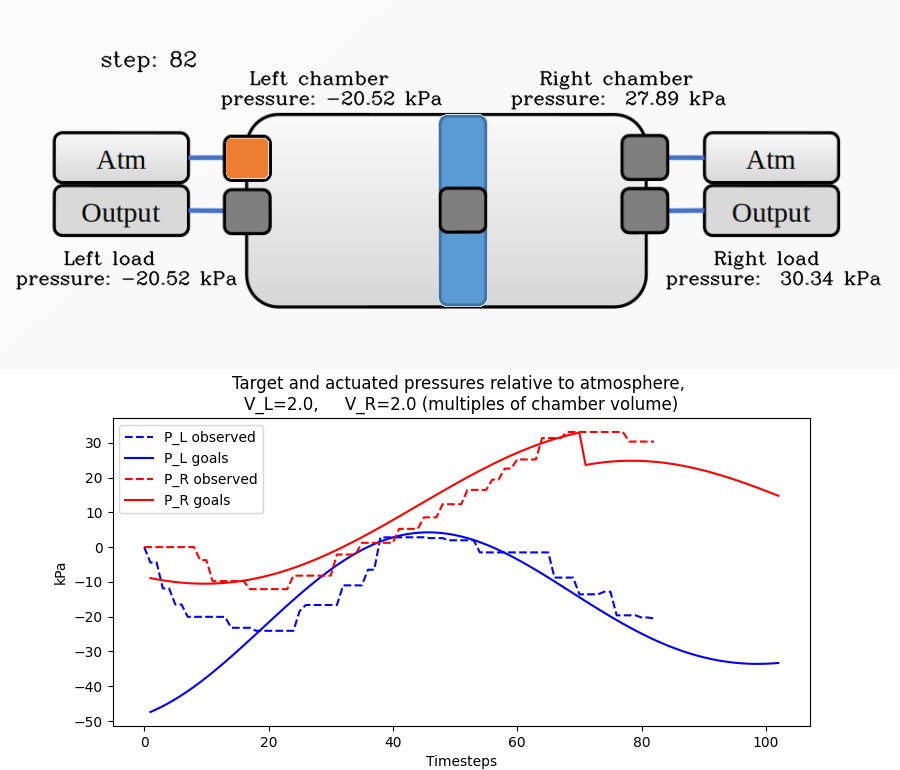 step: 82
Left chamber
pressure: −20.52 kPa
Right chamber
pressure: 27.89 kPa
Atm
Output
Atm
Output
Left load
pressure: −20.52 kPa
Right load
pressure: 30.34 kPa
Target and actuated pressures relative to atmosphere,
V_L=2.0, V_R=2.0 (multiples of chamber volume)
P_L observed
P_L goals
P_R observed
P_R goals
kPa
30
20
10
0
−10
−20
−30
−40
−50
0 20 40 60 80 100
Timesteps